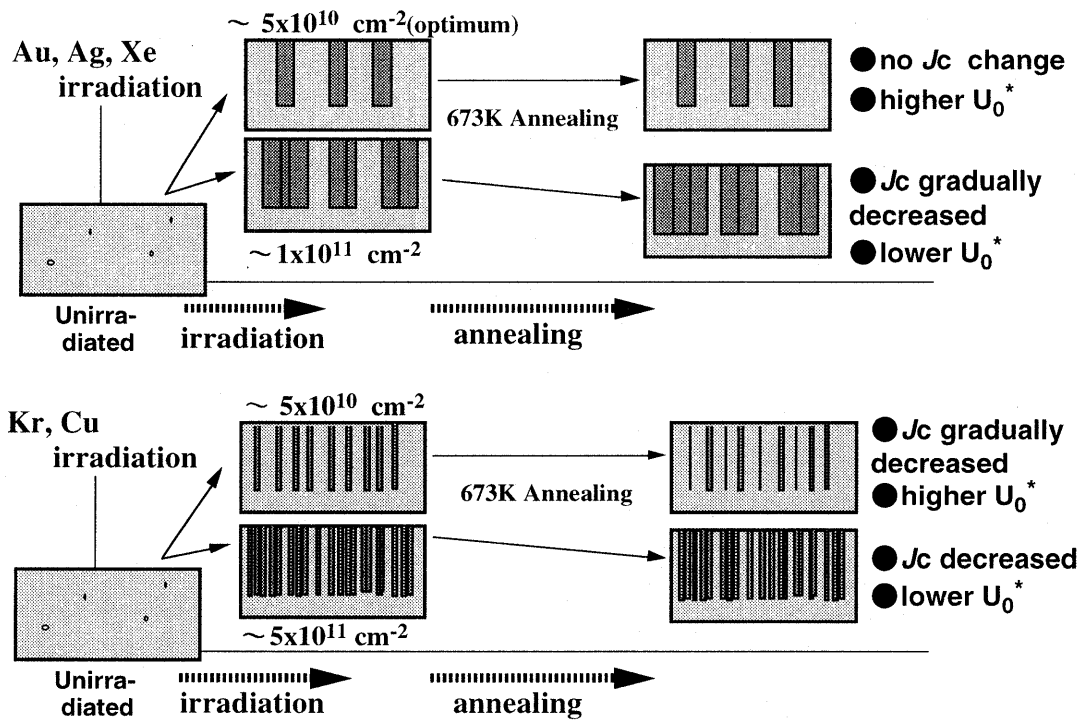 ~ 5x10¹⁰ cm⁻²(optimum)
Au, Ag, Xe
irradiation
673K Annealing
●no Jc change
●higher U₀*
~1x10¹¹ cm⁻²
●Jc gradually
decreased
●lower U₀*
Unirra-
diated
irradiation
annealing
Kr, Cu
irradiation
~ 5x10¹⁰ cm⁻²
673K Annealing
●Jc gradually
decreased
●higher U₀*
~5x10¹¹ cm⁻²
●Jc decreased
●lower U₀*
Unirra-
diated
irradiation
annealing